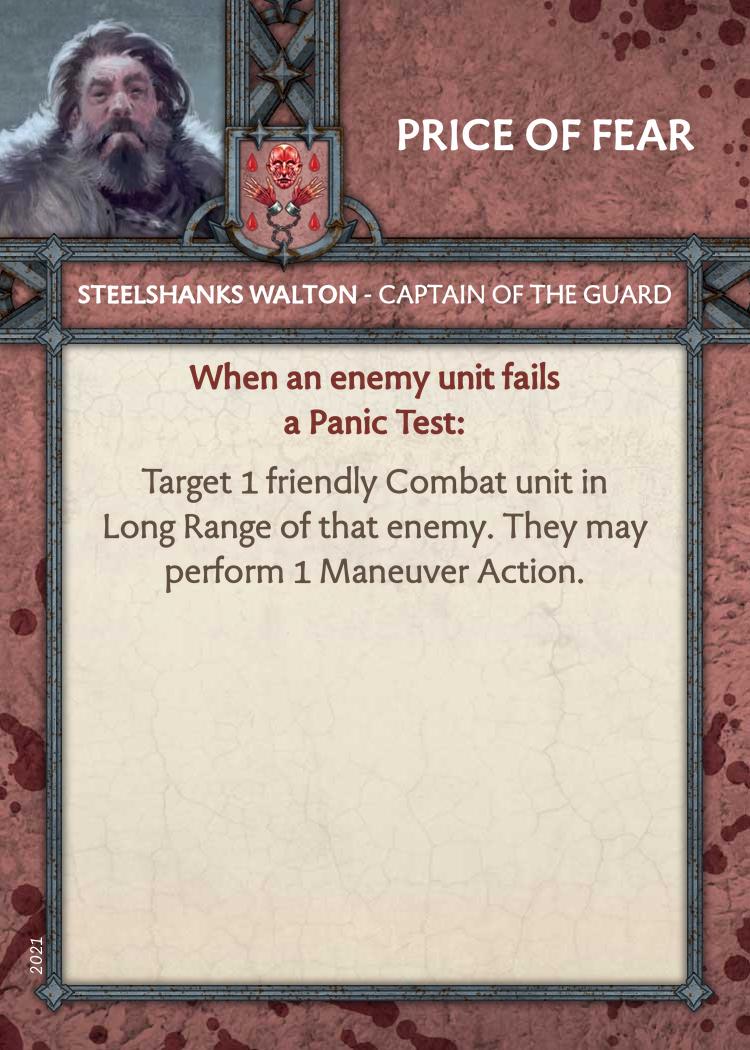 PRICE OF FEAR
STEELSHANKS WALTON - CAPTAIN OF THE GUARD
When an enemy unit fails
a Panic Test:
Target 1 friendly Combat unit in
Long Range of that enemy. They may
perform 1 Maneuver Action.
2021